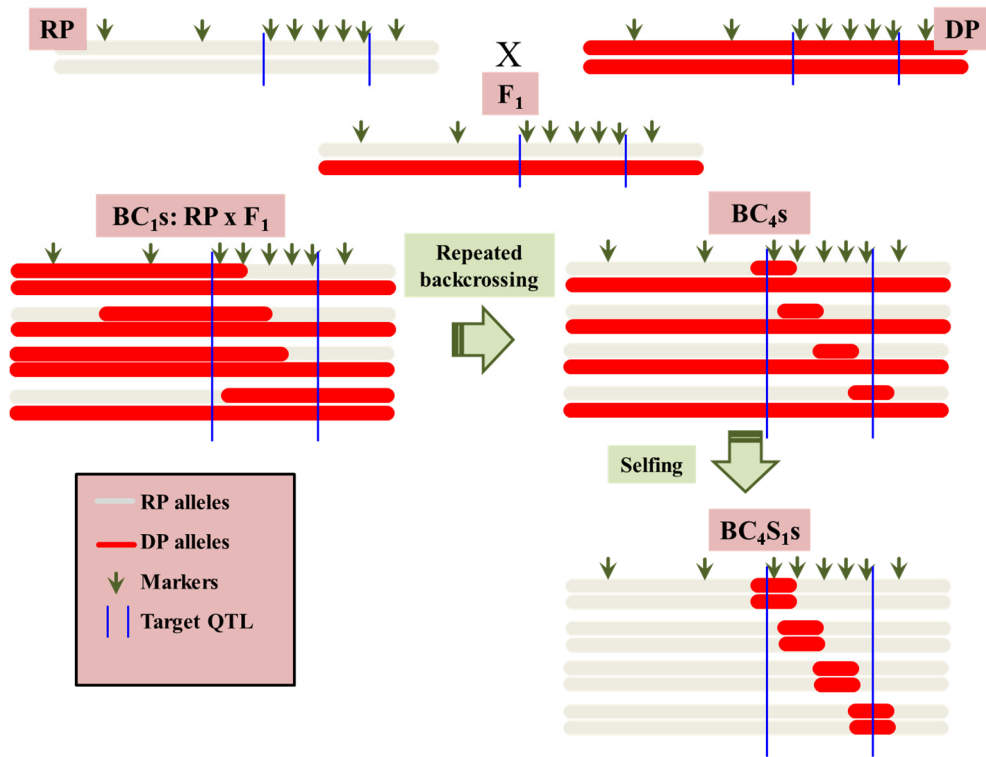 RP
DP
X
F₁
BC₁s: RP x F₁
BC₄s
Repeated
backcrossing
Selfing
BC₄S₁s
RP alleles
DP alleles
Markers
Target QTL